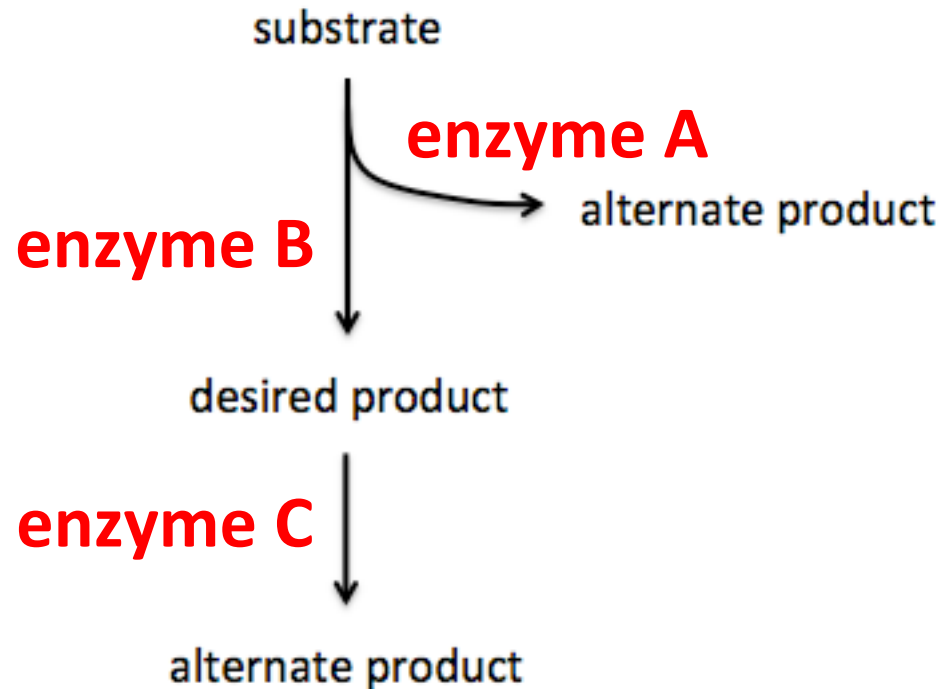 substrate
enzyme A
alternate product
enzyme B
desired product
enzyme C
alternate product